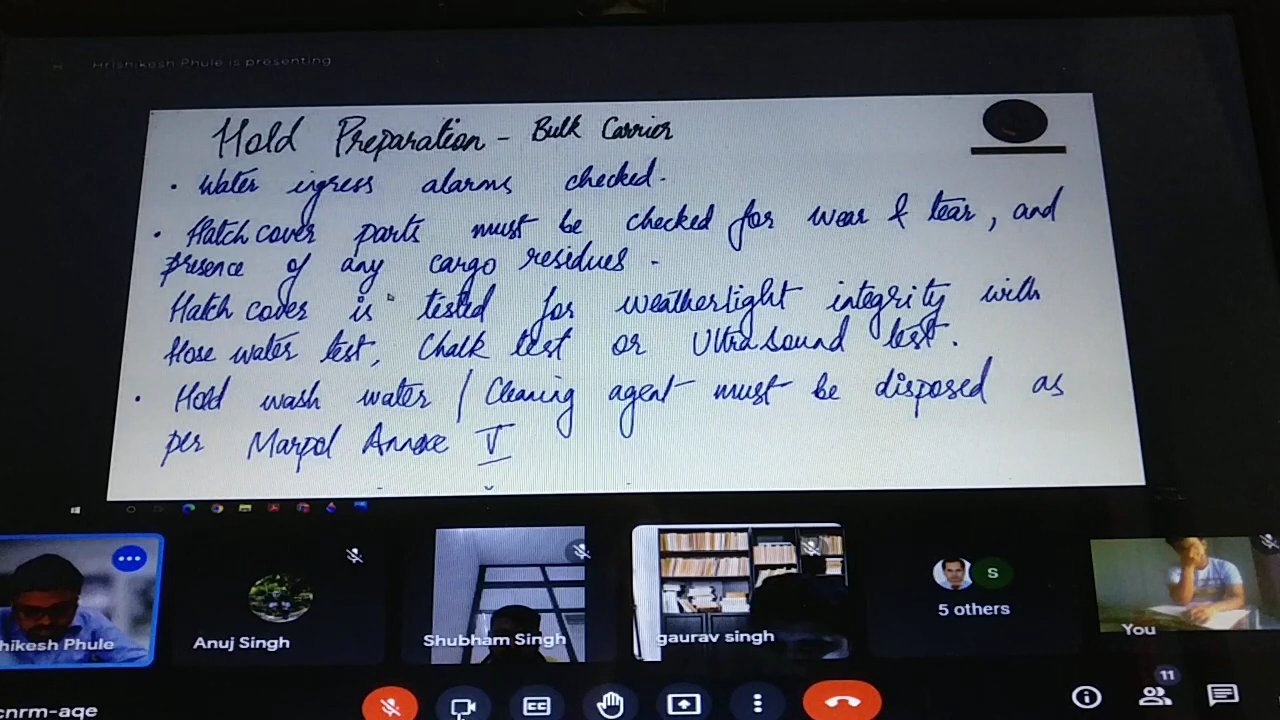 Hrishikesh Phule is presenting
Hold Preparation - Bulk Carrier
• Water ingress alarms checked.
• Hatch cover parts must be checked for wear & tear, and
presence of any cargo residues.
Hatch cover is tested for weathertight integrity with
Hose water test, Chalk test or Ultrasound test.
• Hold wash water / Cleaning agent must be disposed as
per Marpol Annexe V
hikesh Phule
Anuj Singh
Shubham Singh
gaurav singh
S
5 others
You
cnrm-aqe
CC
11